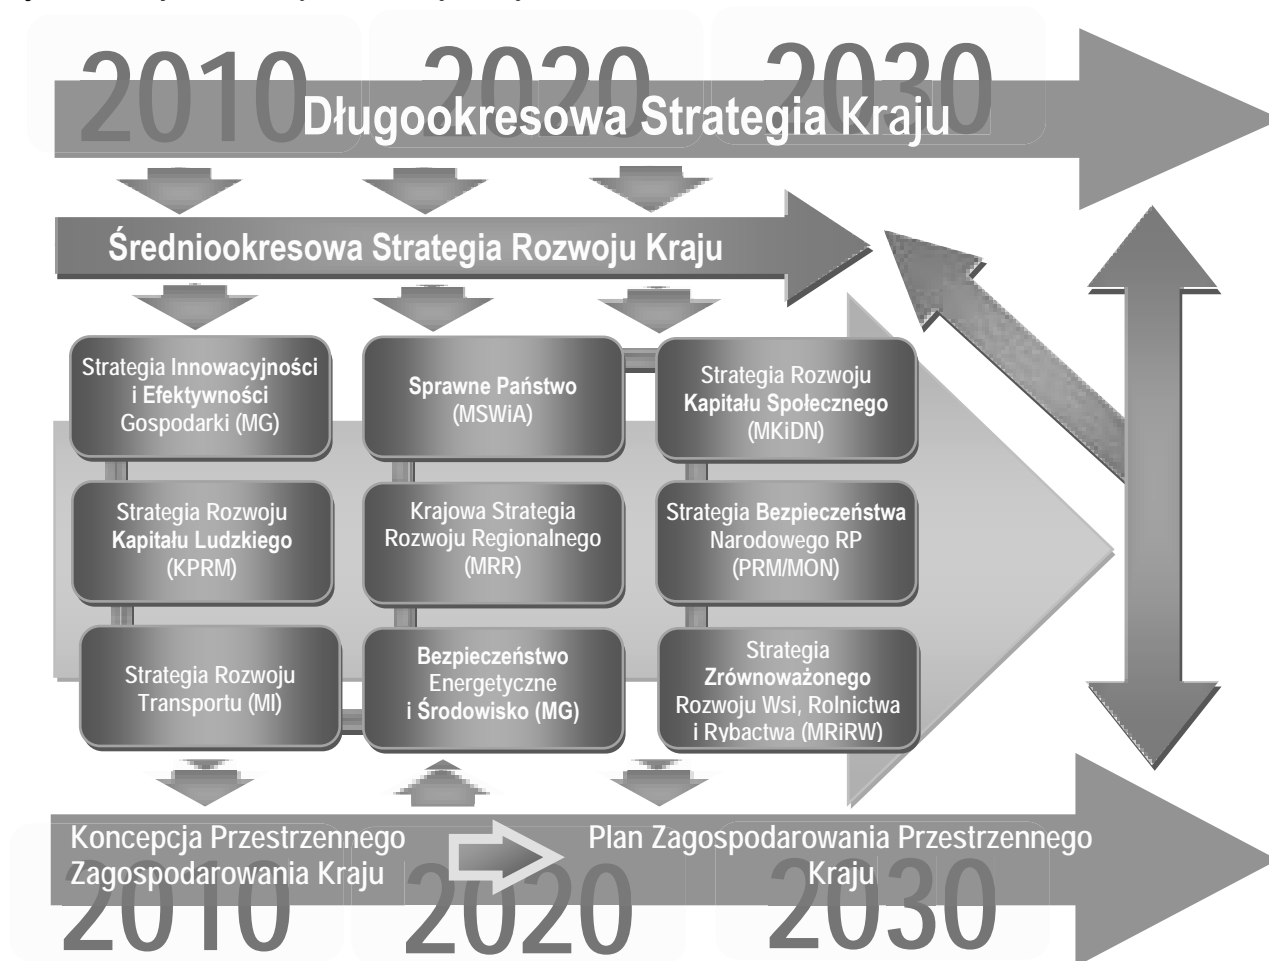 2010 2020 2030
Długookresowa Strategia Kraju
Średniookresowa Strategia Rozwoju Kraju
Strategia Innowacyjności
i Efektywności
Gospodarki (MG)
Sprawne Państwo
(MSWiA)
Strategia Rozwoju
Kapitału Społecznego
(MKiDN)
Strategia Rozwoju
Kapitału Ludzkiego
(KPRM)
Krajowa Strategia
Rozwoju Regionalnego
(MRR)
Strategia Bezpieczeństwa
Narodowego RP
(PRM/MON)
Strategia Rozwoju
Transportu (MI)
Bezpieczeństwo
Energetyczne
i Środowisko (MG)
Strategia
Zrównoważonego
Rozwoju Wsi, Rolnictwa
i Rybactwa (MRiRW)
Koncepcja Przestrzennego
Zagospodarowania Kraju
Plan Zagospodarowania Przestrzennego
Kraju
2010 2020 2030